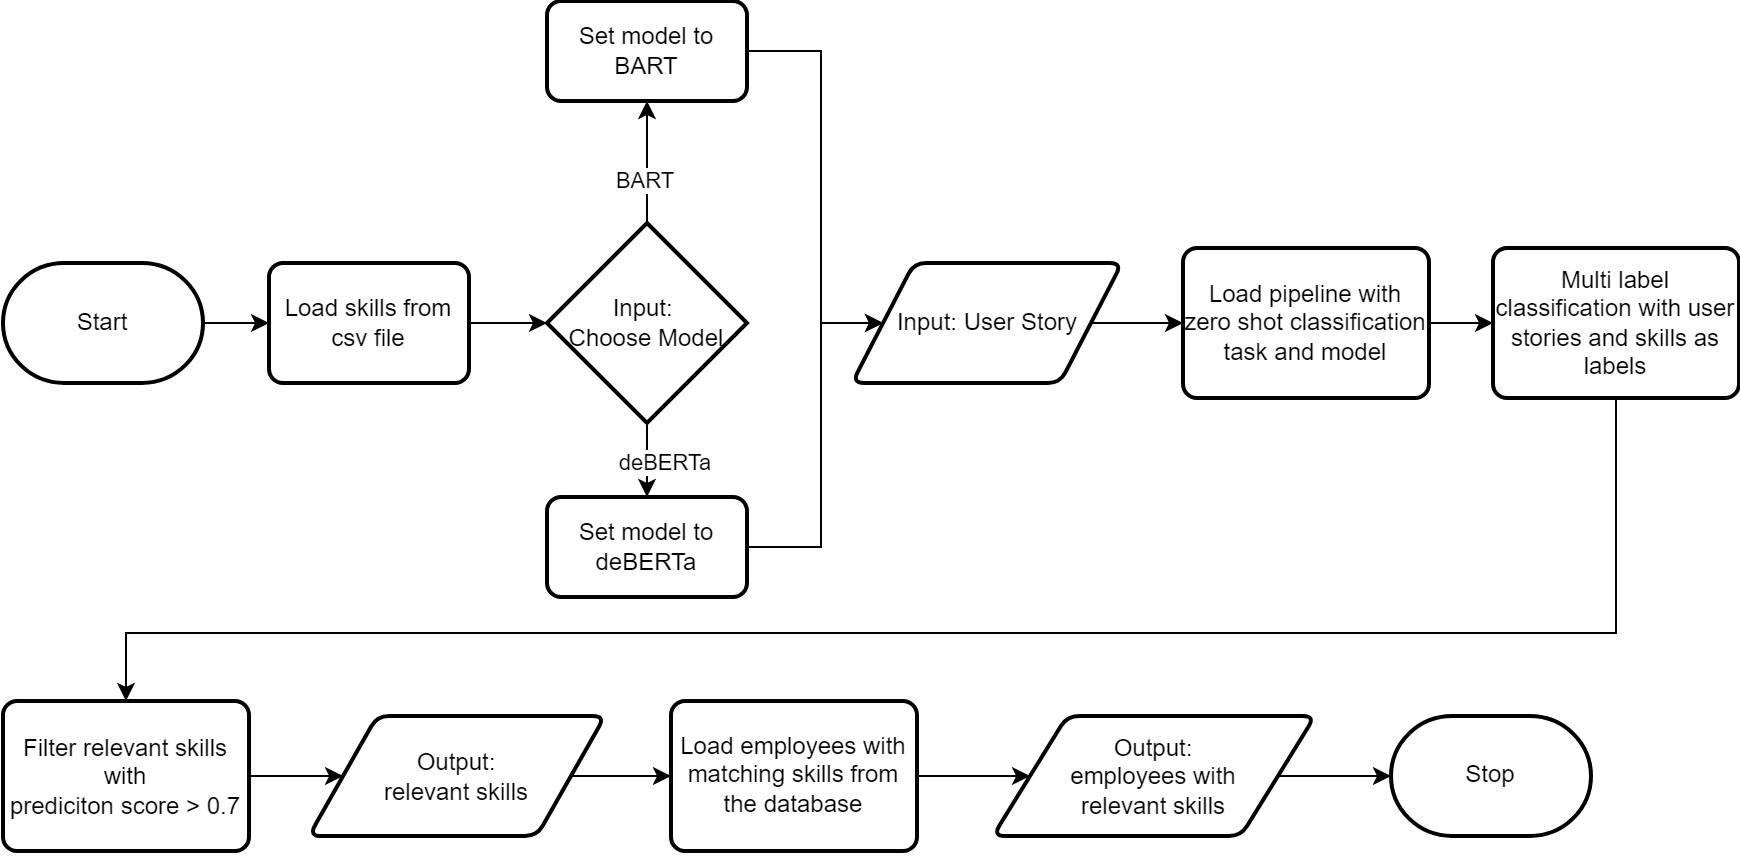 Start
Load skills from
csv file
Input:
Choose Model
BART
Set model to
BART
deBERTa
Set model to
deBERTa
Input: User Story
Load pipeline with
zero shot classification
task and model
Multi label
classification with user
stories and skills as
labels
Filter relevant skills
with
prediciton score > 0.7
Output:
relevant skills
Load employees with
matching skills from
the database
Output:
employees with
relevant skills
Stop